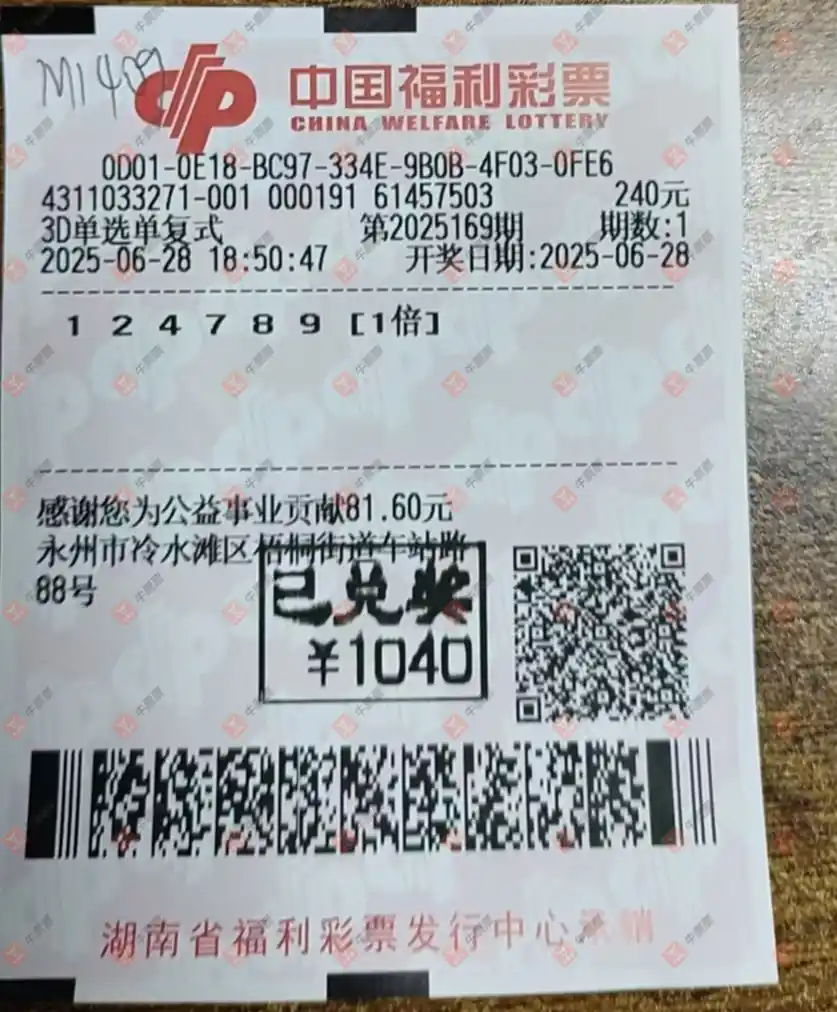 中国福利彩票
CHINA WELFARE LOTTERY
0D01-0E18-BC97-334E-9B0B-4F03-0FE6
4311033271-001 000191 61457503 240元
3D单选单复式 第2025169期 期数:1
2025-06-28 18:50:47 开奖日期:2025-06-28
1 2 4 7 8 9 [1倍]
感谢您为公益事业贡献81.60元
永州市冷水滩区梧桐街道车站路
88号
已兑奖
¥1040
湖南省福利彩票发行中心承销